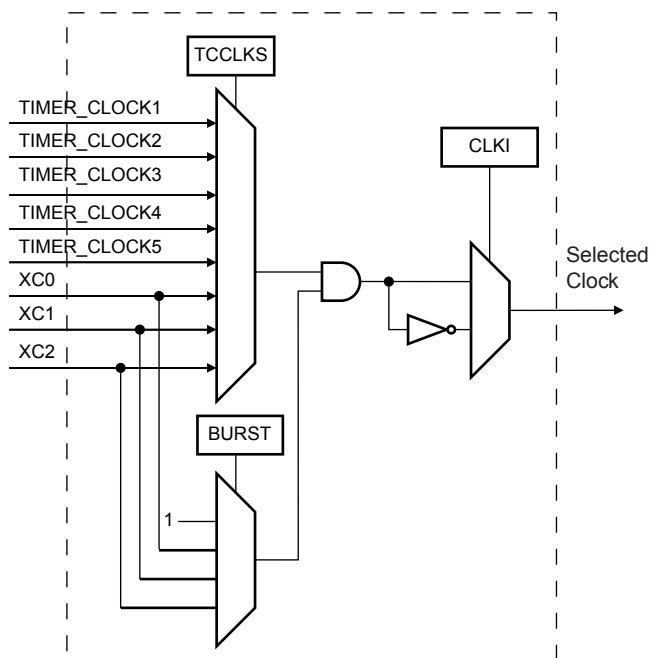 TCCLKS
TIMER_CLOCK1
TIMER_CLOCK2
TIMER_CLOCK3
TIMER_CLOCK4
TIMER_CLOCK5
XC0
XC1
XC2
CLKI
Selected
Clock
BURST
1